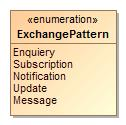 «enumeration»
ExchangePattern
Enquiery
Subscription
Notification
Update
Message